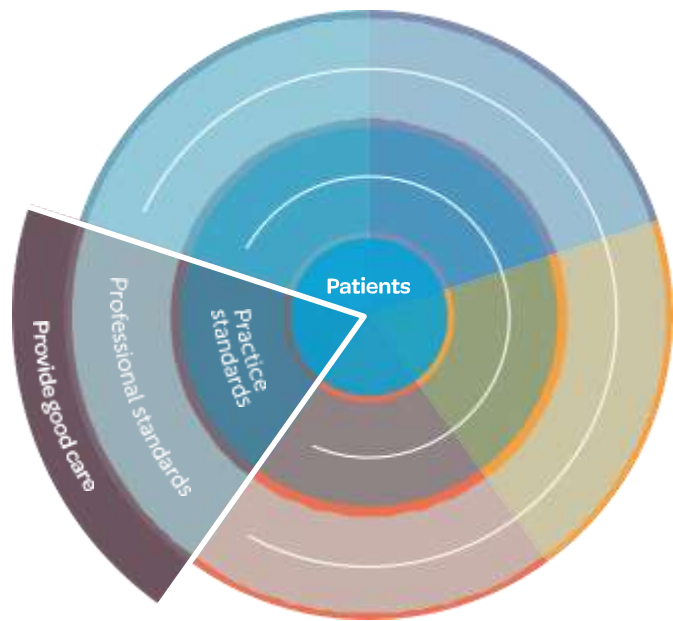 Patients
Practice
standards
Professional standards
Provide good care